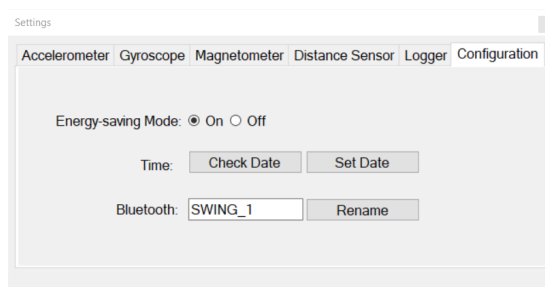 Settings
Accelerometer Gyroscope Magnetometer Distance Sensor Logger Configuration
Energy-saving Mode: On Off
Time: Check Date Set Date
Bluetooth: SWING_1 Rename